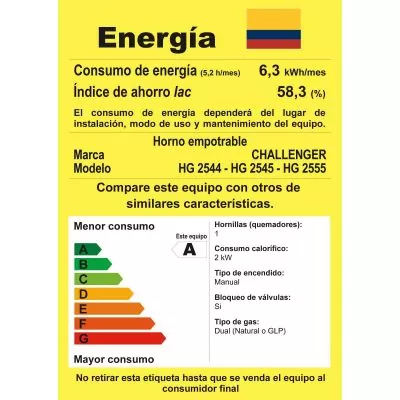 Energía
Consumo de energía (5,2 h/mes) 6,3 kWh/mes
Índice de ahorro Iac 58,3 (%)
El consumo de energía dependerá del lugar de
instalación, modo de uso y mantenimiento del equipo.
Horno empotrable
Marca CHALLENGER
Modelo HG 2544 - HG 2545 - HG 2555
Compare este equipo con otros de
similares características.
Menor consumo
Este equipo
A
A
B
C
D
E
F
G
Mayor consumo
Hornillas (quemadores):
1
Consumo calorífico:
2 kW
Tipo de encendido:
Manual
Bloqueo de válvulas:
Si
Tipo de gas:
Dual (Natural o GLP)
No retirar esta etiqueta hasta que se venda el equipo al
consumidor final